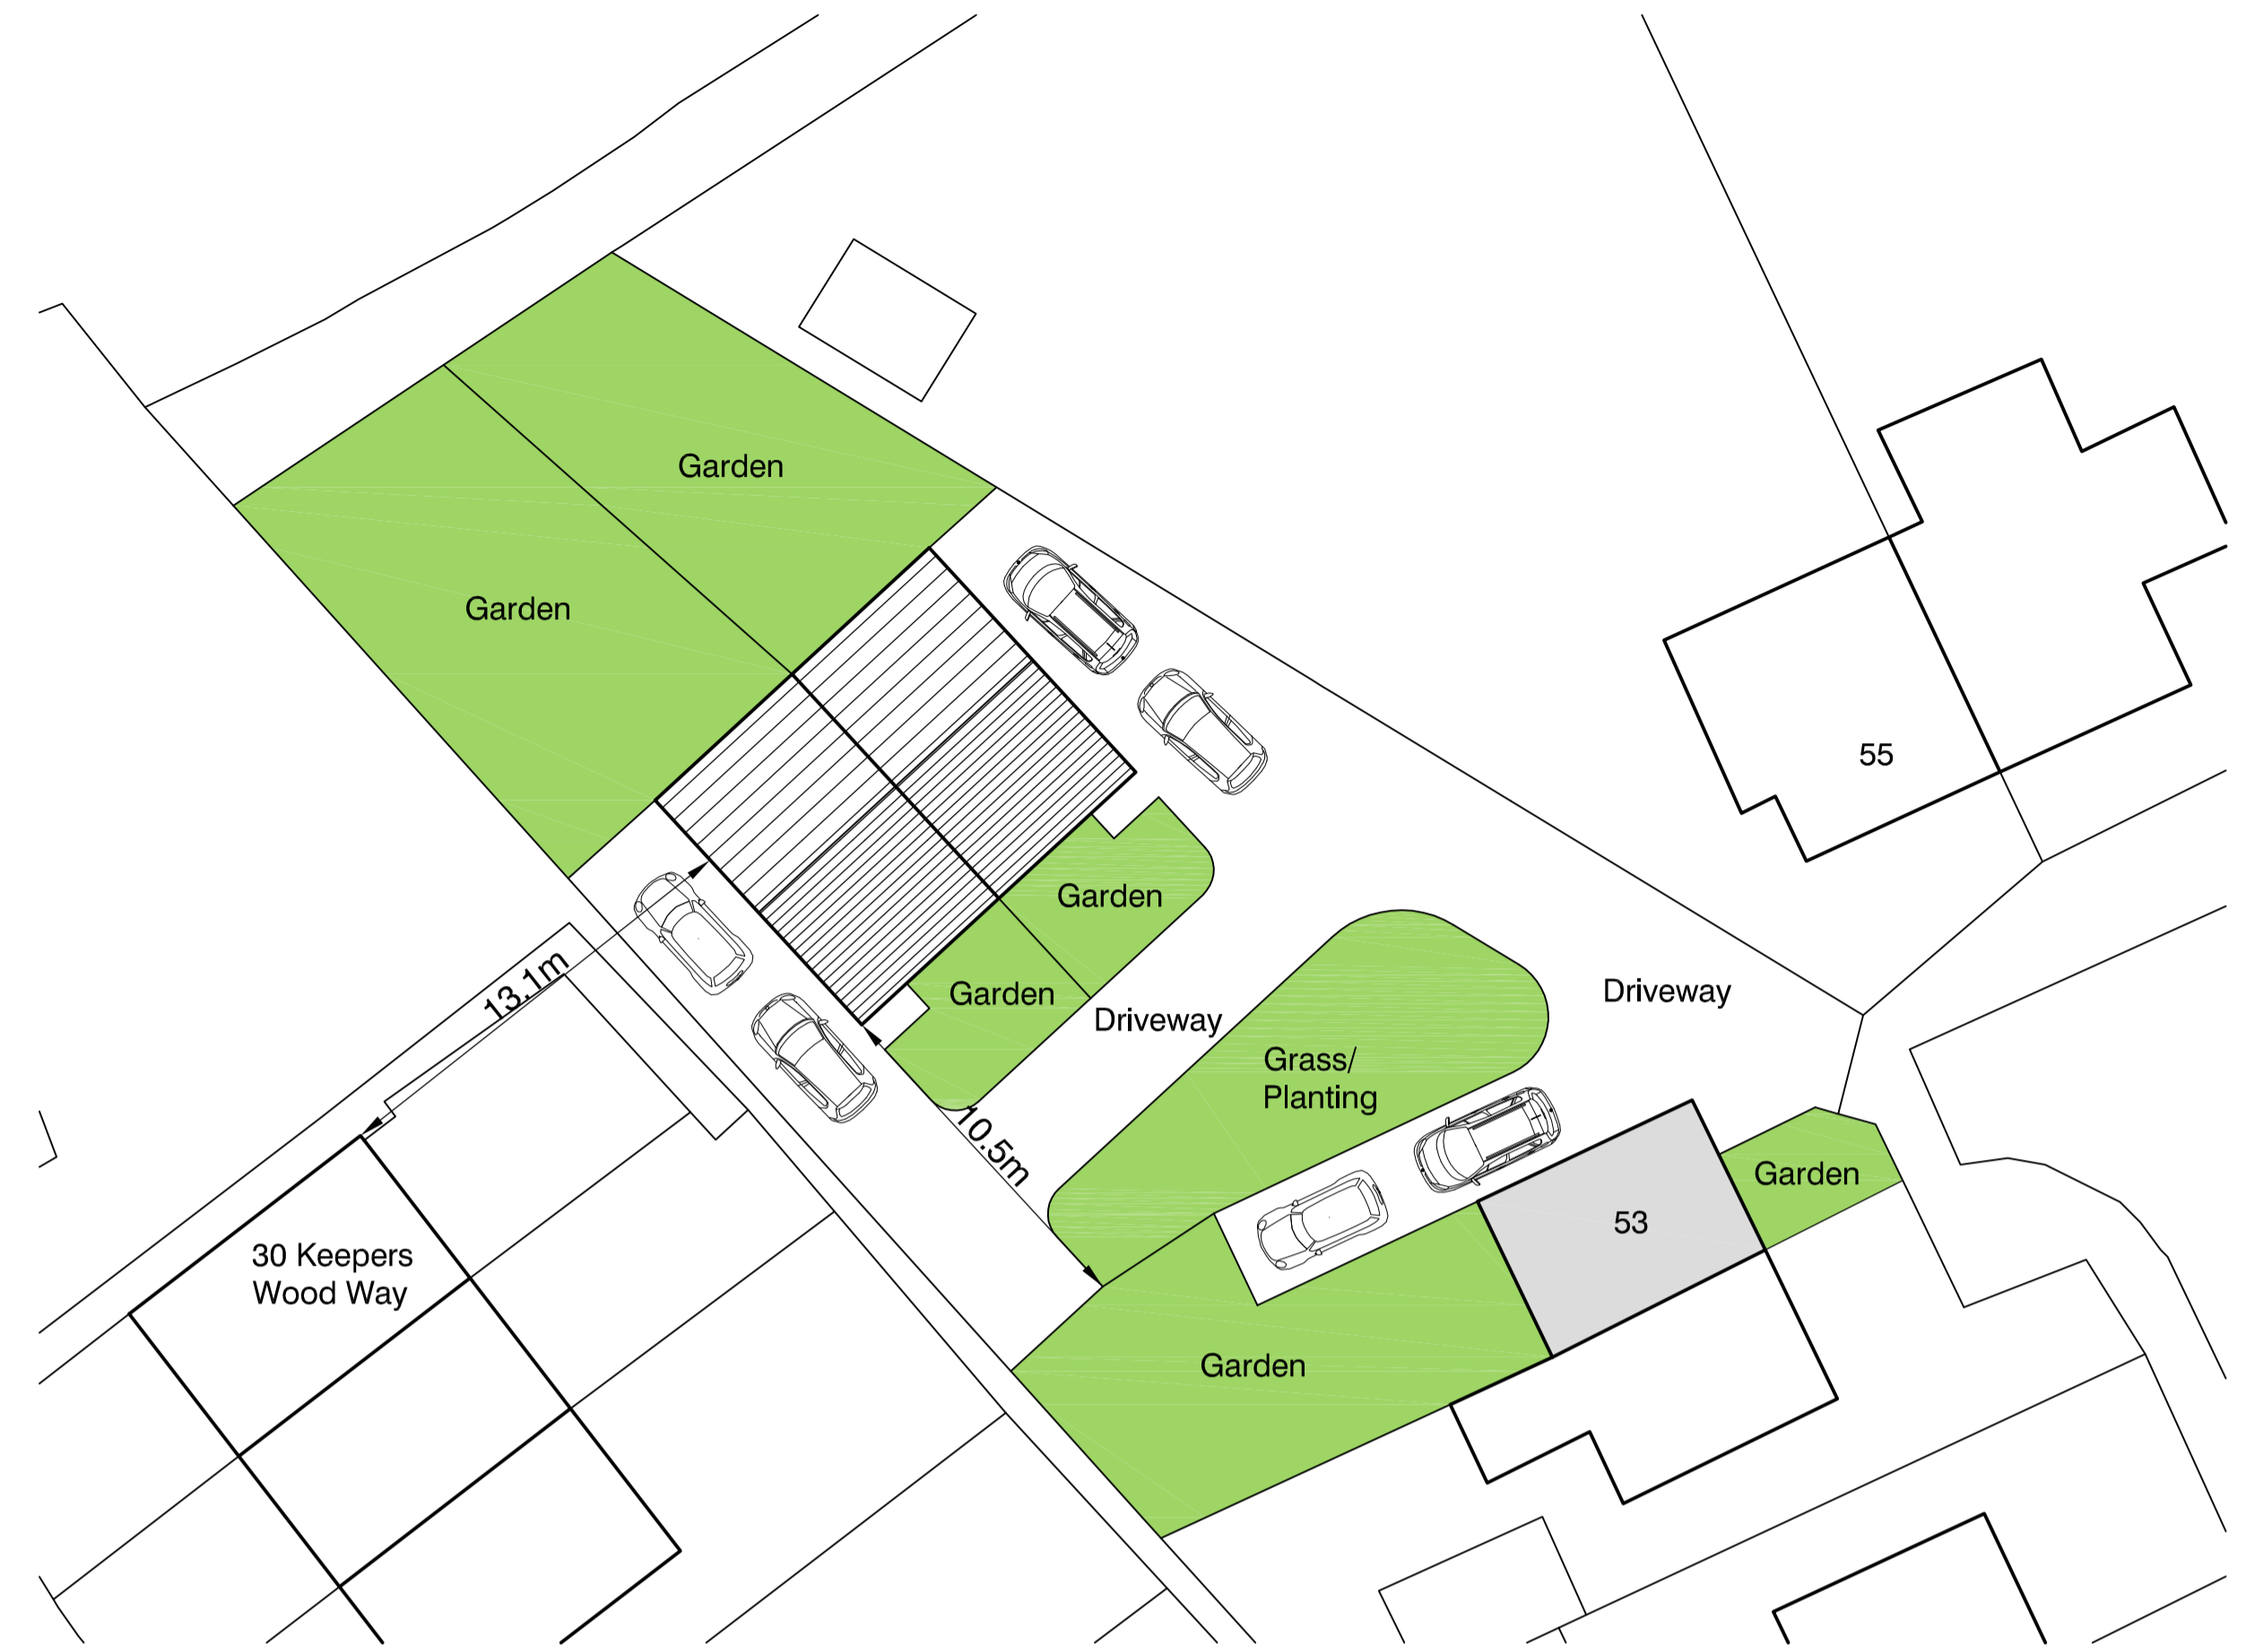 Garden
Garden
55
Garden
13.1m
Garden
Driveway
Driveway
Grass/
Planting
10.5m
Garden
53
30 Keepers
Wood Way
Garden